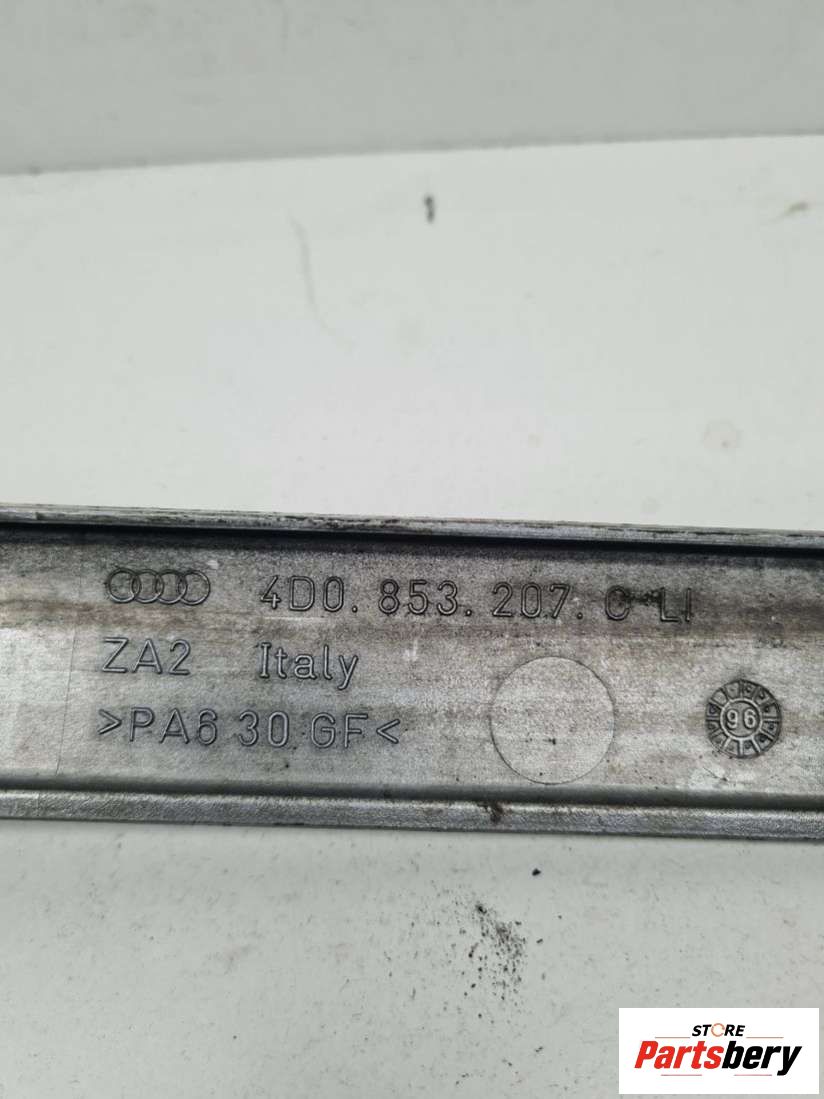 4D0. 853. 207. C LI
ZA2 Italy
>PA6 30 GF<
96
STORE
Partsbery